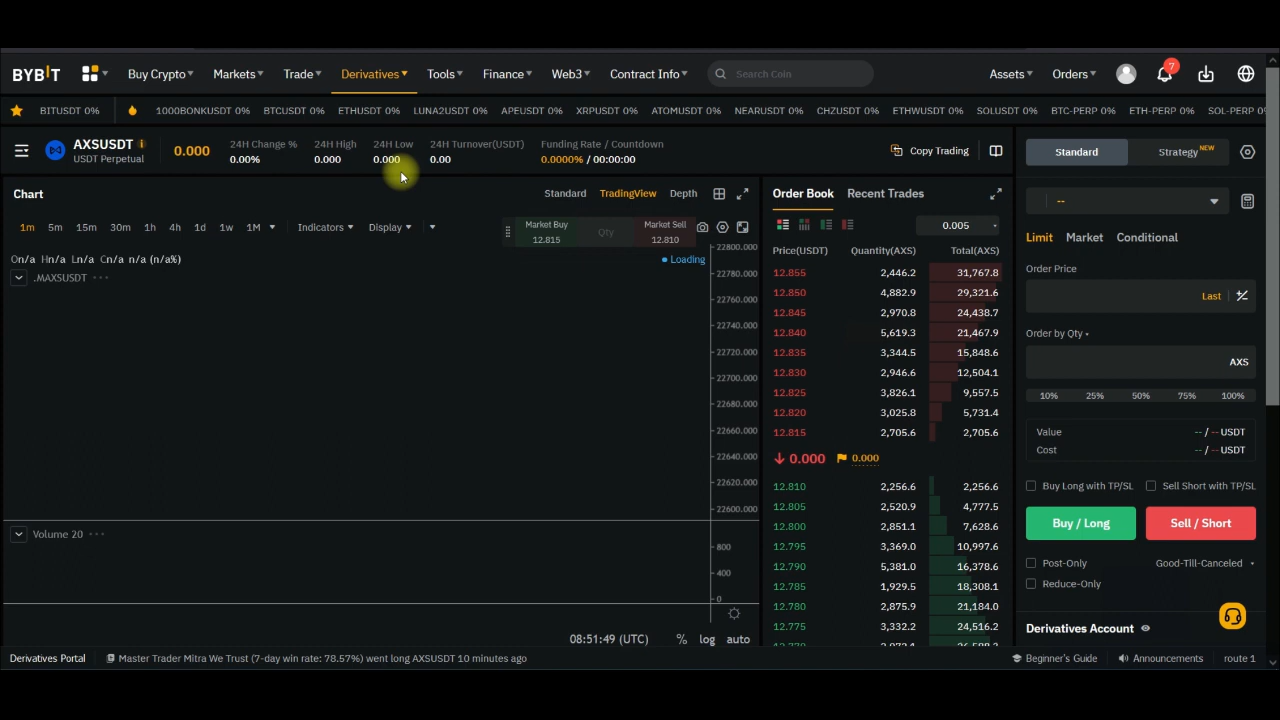 BYBIT Buy Crypto Markets Trade Derivatives Tools Finance Web3 Contract Info Search Coin Assets Orders 7
BITUSDT 0% 1000BONKUSDT 0% BTCUSDT 0% ETHUSDT 0% LUNA2USDT 0% APEUSDT 0% XRPUSDT 0% ATOMUSDT 0% NEARUSDT 0% CHZUSDT 0% ETHWUSDT 0% SOLUSDT 0% BTC-PERP 0% ETH-PERP 0% SOL-PERP 0%
AXSUSDT
USDT Perpetual
0.000
24H Change %
0.00%
24H High
0.000
24H Low
0.000
24H Turnover(USDT)
0.00
Funding Rate / Countdown
0.0000% / 00:00:00
Copy Trading
Chart
Standard TradingView Depth
1m 5m 15m 30m 1h 4h 1d 1w 1M Indicators Display
Market Buy
12.815
Qty
Market Sell
12.810
On/a Hn/a Ln/a Cn/a n/a (n/a%)
Loading
.MAXSUSDT
22800.000
22780.000
22760.000
22740.000
22720.000
22700.000
22680.000
22660.000
22640.000
22620.000
22600.000
Volume 20
800
400
0
08:51:49 (UTC) % log auto
Order Book Recent Trades
0.005
Price(USDT) Quantity(AXS) Total(AXS)
12.855 2,446.2 31,767.8
12.850 4,882.9 29,321.6
12.845 2,970.8 24,438.7
12.840 5,619.3 21,467.9
12.835 3,344.5 15,848.6
12.830 2,946.6 12,504.1
12.825 3,826.1 9,557.5
12.820 3,025.8 5,731.4
12.815 2,705.6 2,705.6
0.000 0.000
12.810 2,256.6 2,256.6
12.805 2,520.9 4,777.5
12.800 2,851.1 7,628.6
12.795 3,369.0 10,997.6
12.790 5,381.0 16,378.6
12.785 1,929.5 18,308.1
12.780 2,875.9 21,184.0
12.775 3,332.2 24,516.2
Standard Strategy NEW
--
Limit Market Conditional
Order Price
Last
Order by Qty
AXS
10% 25% 50% 75% 100%
Value -- / -- USDT
Cost -- / -- USDT
Buy Long with TP/SL Sell Short with TP/SL
Buy / Long Sell / Short
Post-Only Good-Till-Canceled
Reduce-Only
Derivatives Account
Derivatives Portal Master Trader Mitra We Trust (7-day win rate: 78.57%) went long AXSUSDT 10 minutes ago Beginner's Guide Announcements route 1